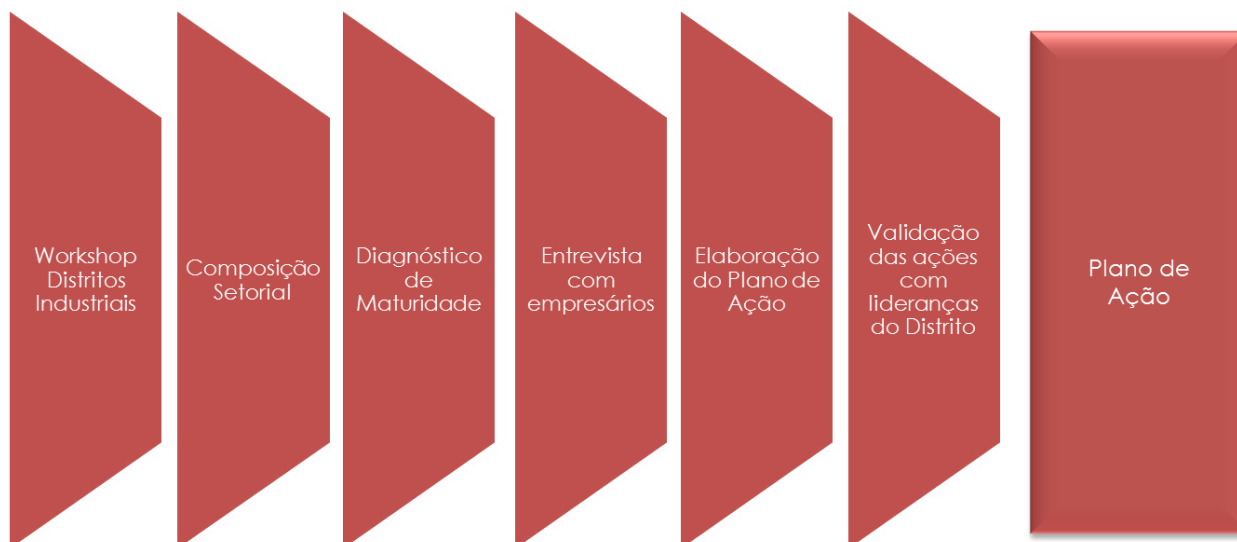 Workshop
Distritos
Industriais
Composição
Setorial
Diagnóstico
de
Maturidade
Entrevista
com
empresários
Elaboração
do Plano de
Ação
Validação
das ações
com
lideranças
do Distrito
Plano de
Ação